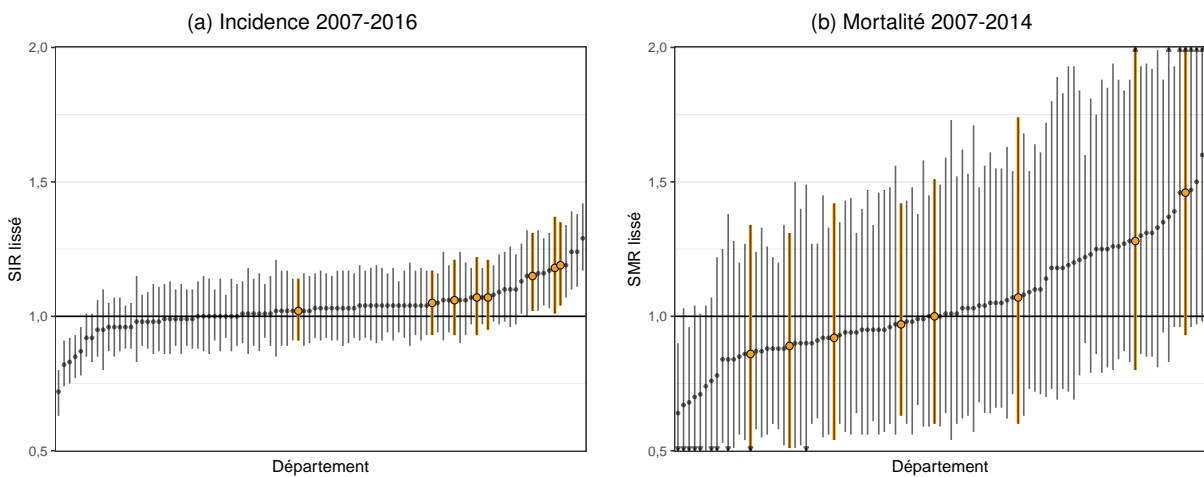 (a) Incidence 2007-2016
2,0
1,5
1,0
0,5
SIR lissé
Département
(b) Mortalité 2007-2014
2,0
1,5
1,0
0,5
SMR lissé
Département